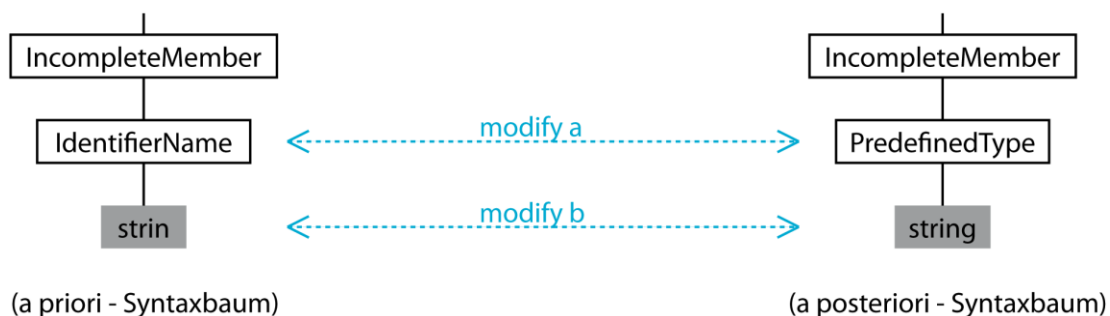 IncompleteMember IncompleteMember
IdentifierName modify a PredefinedType
strin modify b string
(a priori - Syntaxbaum) (a posteriori - Syntaxbaum)